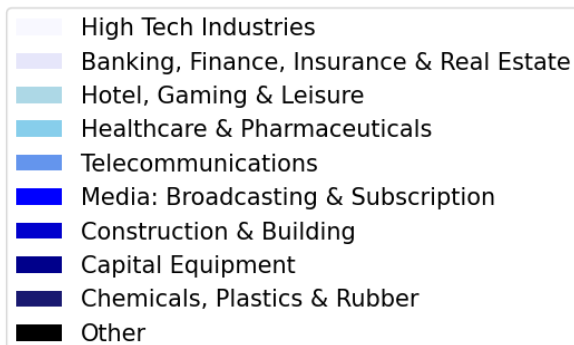 High Tech Industries
Banking, Finance, Insurance & Real Estate
Hotel, Gaming & Leisure
Healthcare & Pharmaceuticals
Telecommunications
Media: Broadcasting & Subscription
Construction & Building
Capital Equipment
Chemicals, Plastics & Rubber
Other